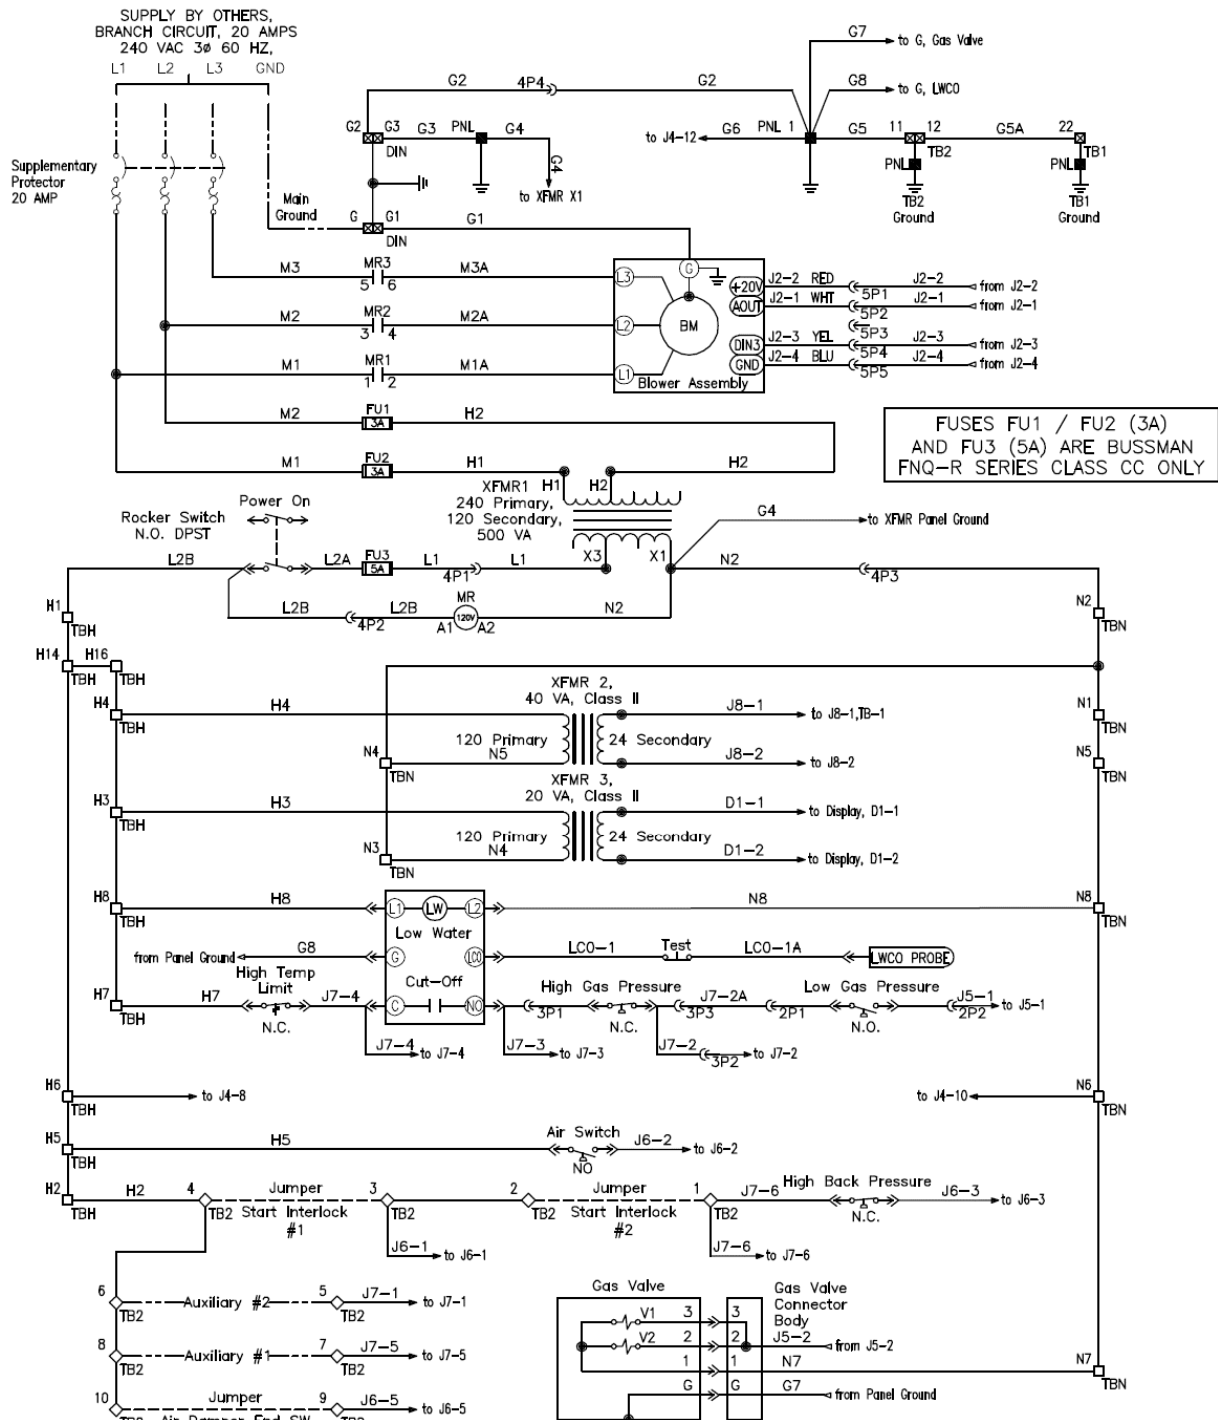 SUPPLY BY OTHERS,
BRANCH CIRCUIT, 20 AMPS
240 VAC 3ø 60 HZ,
L1 L2 L3 GND
G7 to G, Gas Valve
G2 4P4 G2 G8 to G, LWCO
G2 G3 G3 PNL G4 DIN
G4
to XFMR X1
to J4-12 G6 PNL 1 G5 11 12 G5A 22
TB2 TB1
PNL PNL
TB2
Ground
TB1
Ground
Supplementary
Protector
20 AMP
Main
Ground
G G1 G1
DIN
M3 MR3 M3A
5 6
M2 MR2 M2A
3 4
M1 MR1 M1A
1 2
L3 G
L2 BM
L1
Blower Assembly
+20V J2-2 RED J2-2 from J2-2
5P1
AOUT J2-1 WHT J2-1 from J2-1
5P2
DIN3 J2-3 YEL 5P3 J2-3 from J2-3
GND J2-4 BLU 5P4 J2-4 from J2-4
5P5
M2 FU1 H2
3A
M1 FU2 H1 H2
3A
FUSES FU1 / FU2 (3A)
AND FU3 (5A) ARE BUSSMAN
FNQ-R SERIES CLASS CC ONLY
XFMR1 H1 H2
240 Primary,
120 Secondary,
500 VA
X3 X1
G4 to XFMR Panel Ground
Power On
Rocker Switch
N.O. DPST
L2B L2A FU3 L1 L1 N2
5A 4P1 4P3
L2B L2B MR N2
4P2 A1 120V A2
H1 N2
TBH TBN
H14 H16
TBH TBH
XFMR 2,
40 VA, Class II
H4 H4 J8-1 to J8-1,TB-1 N1
TBH TBN
120 Primary 24 Secondary
N4 N5 J8-2 to J8-2 N5
TBN TBN
XFMR 3,
20 VA, Class II
H3 H3 D1-1 to Display, D1-1
TBH
120 Primary 24 Secondary
N3 N4 D1-2 to Display, D1-2
TBN
H8 H8 L1 LW L2 N8 N8
TBH TBN
Low Water
from Panel Ground G8 G LCO LCO-1 Test LCO-1A LWCO PROBE
Cut-Off
High Temp
Limit
High Gas Pressure Low Gas Pressure
H7 H7 J7-4 C NO J7-2A J5-1 to J5-1
TBH N.C. 3P1 N.C. 3P3 2P1 N.O. 2P2
J7-4 to J7-4 J7-3 to J7-3 J7-2 3P2 to J7-2
H6 to J4-8 to J4-10 N6
TBH TBN
H5 H5 Air Switch J6-2 to J6-2
TBH NO
H2 H2 4 Jumper 3 2 Jumper 1 J7-6 High Back Pressure J6-3 to J6-3
TBH TB2 Start Interlock TB2 TB2 Start Interlock TB2 N.C.
#1 #2
J6-1 to J6-1 J7-6 to J7-6
6 Auxiliary #2 5 J7-1 to J7-1
TB2 TB2
8 Auxiliary #1 7 J7-5 to J7-5
TB2 TB2
10 Jumper 9 J6-5 to J6-5
TB2 Air Damper End SW TB2
Gas Valve Gas Valve
Connector
Body
V1 3 3
V2 2 2 J5-2 from J5-2
1 1 N7 N7
TBN
G G G7 from Panel Ground